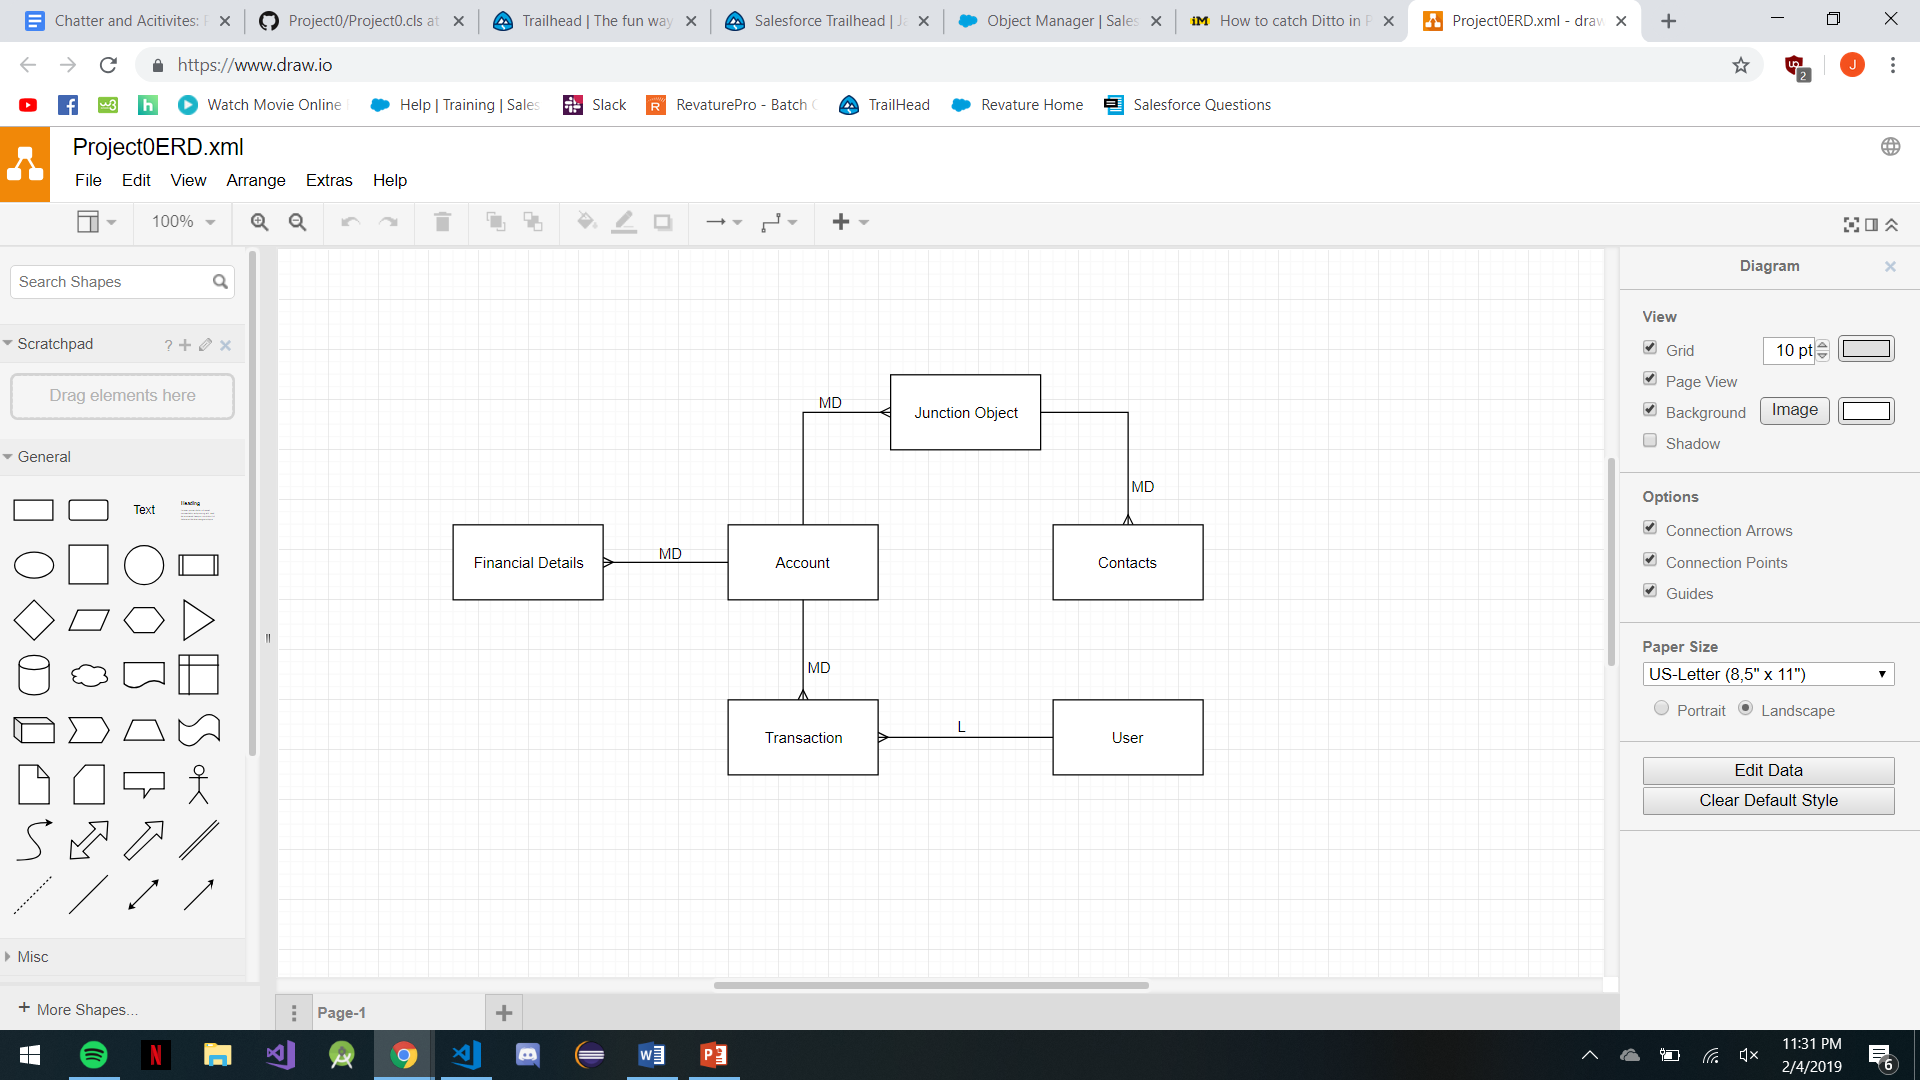 Chatter and Acitivites:
Project0/Project0.cls at
Trailhead | The fun way
Salesforce Trailhead | Ja
Object Manager | Sales
iM How to catch Ditto in P
Project0ERD.xml - draw
https://www.draw.io
2
J
Watch Movie Online
Help | Training | Sales
Slack
R RevaturePro - Batch
TrailHead
Revature Home
Salesforce Questions
Project0ERD.xml
File Edit View Arrange Extras Help
100%
Search Shapes
Scratchpad ?
Drag elements here
General
Text
Heading
Misc
+ More Shapes...
Junction Object
MD
MD
Financial Details
MD
Account
Contacts
MD
Transaction
L
User
Page-1
Diagram
View
Grid 10 pt
Page View
Background Image
Shadow
Options
Connection Arrows
Connection Points
Guides
Paper Size
US-Letter (8,5" x 11")
Portrait Landscape
Edit Data
Clear Default Style
11:31 PM
2/4/2019
6